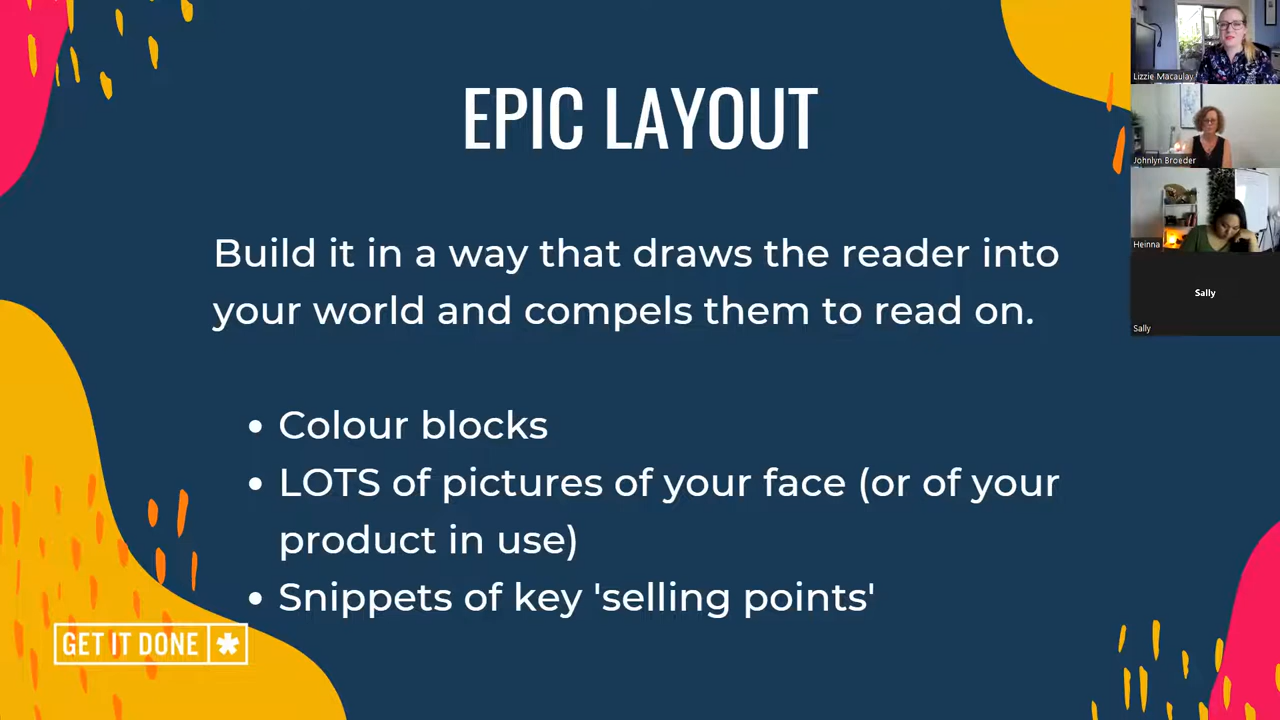 EPIC LAYOUT
Build it in a way that draws the reader into
your world and compels them to read on.
• Colour blocks
• LOTS of pictures of your face (or of your
product in use)
• Snippets of key 'selling points'
GET IT DONE *
Lizzie Macaulay
Johnlyn Broeder
Heinna
Sally
Sally